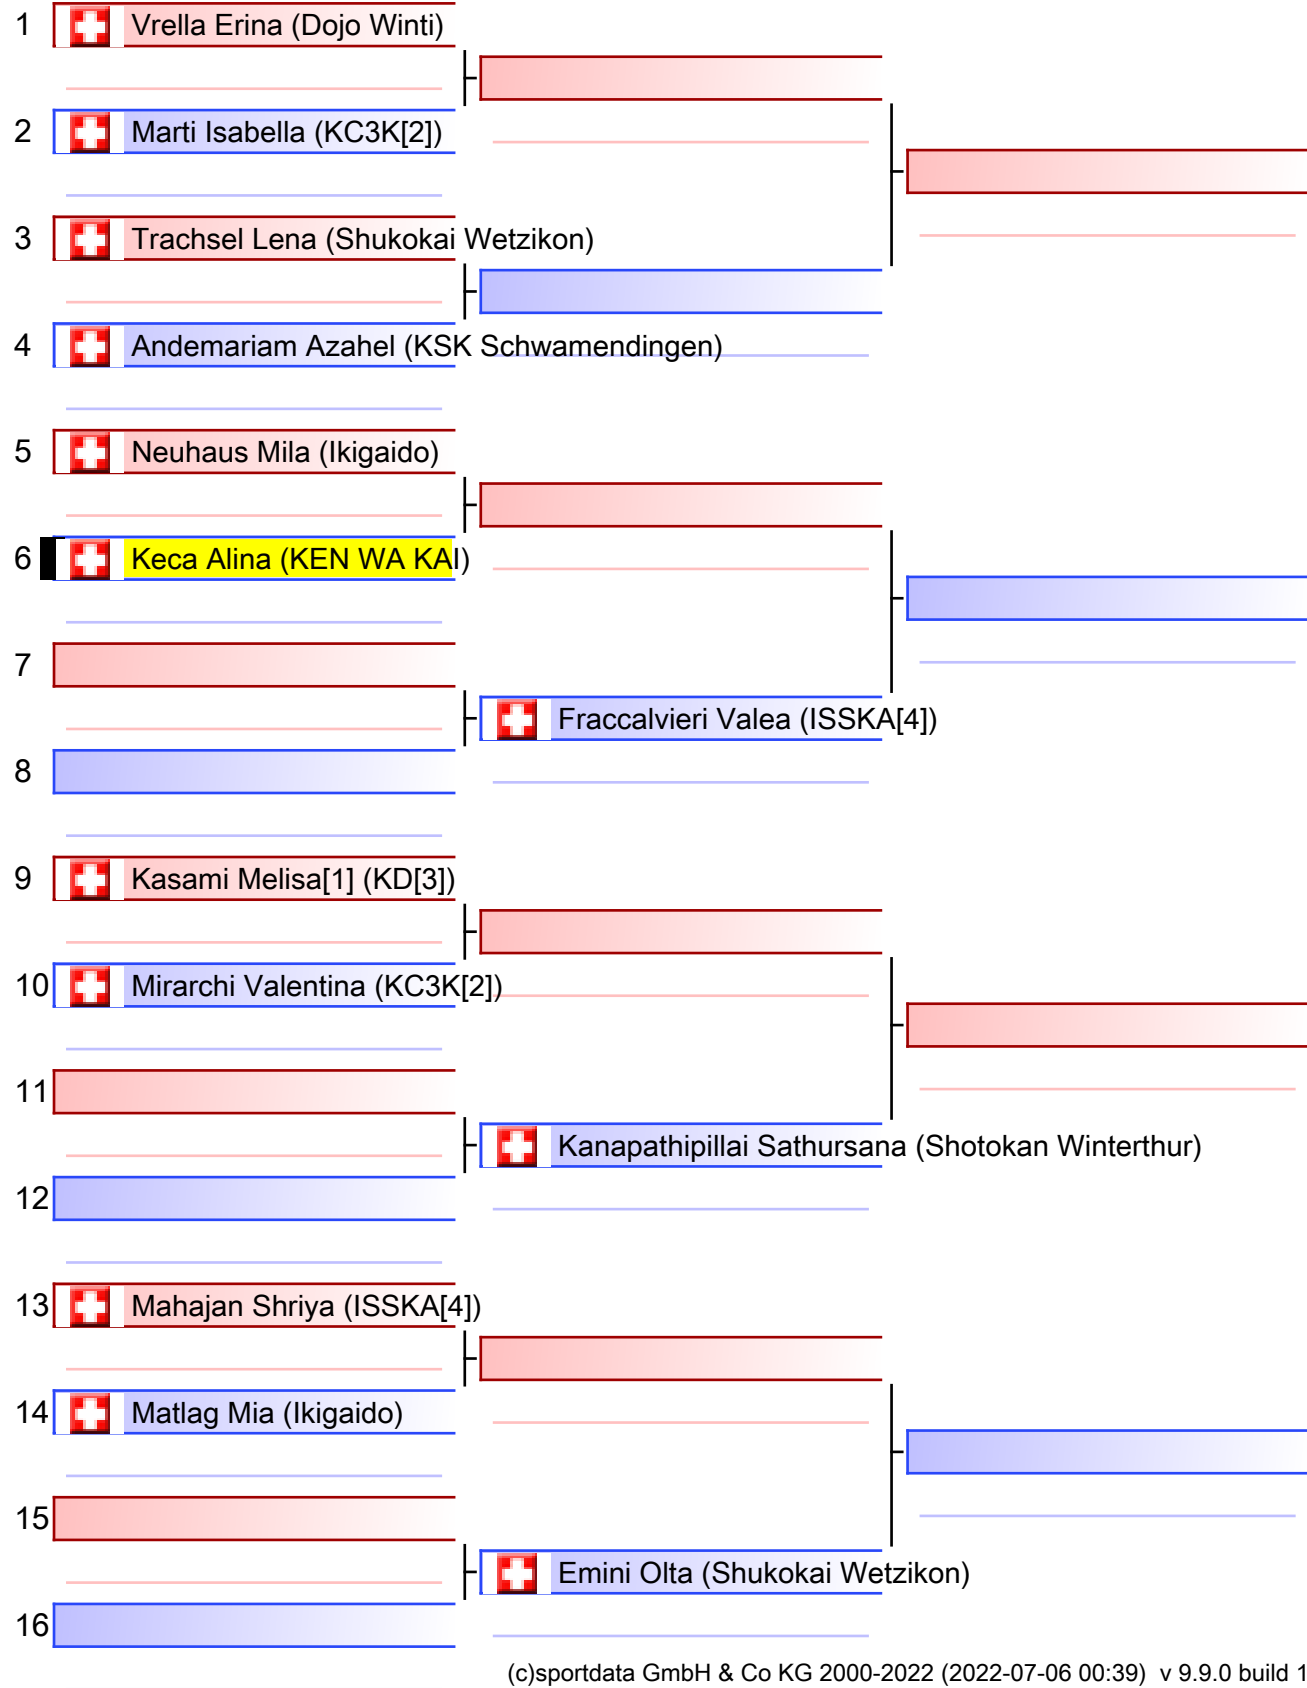 1 Vrella Erina (Dojo Winti)
2 Marti Isabella (KC3K[2])
3 Trachsel Lena (Shukokai Wetzikon)
4 Andemariam Azahel (KSK Schwamendingen)
5 Neuhaus Mila (Ikigaido)
6 Keca Alina (KEN WA KAI)
7
Fraccalvieri Valea (ISSKA[4])
8
9 Kasami Melisa[1] (KD[3])
10 Mirarchi Valentina (KC3K[2])
11
Kanapathipillai Sathursana (Shotokan Winterthur)
12
13 Mahajan Shriya (ISSKA[4])
14 Matlag Mia (Ikigaido)
15
Emini Olta (Shukokai Wetzikon)
16
(c)sportdata GmbH & Co KG 2000-2022 (2022-07-06 00:39) v 9.9.0 build 1